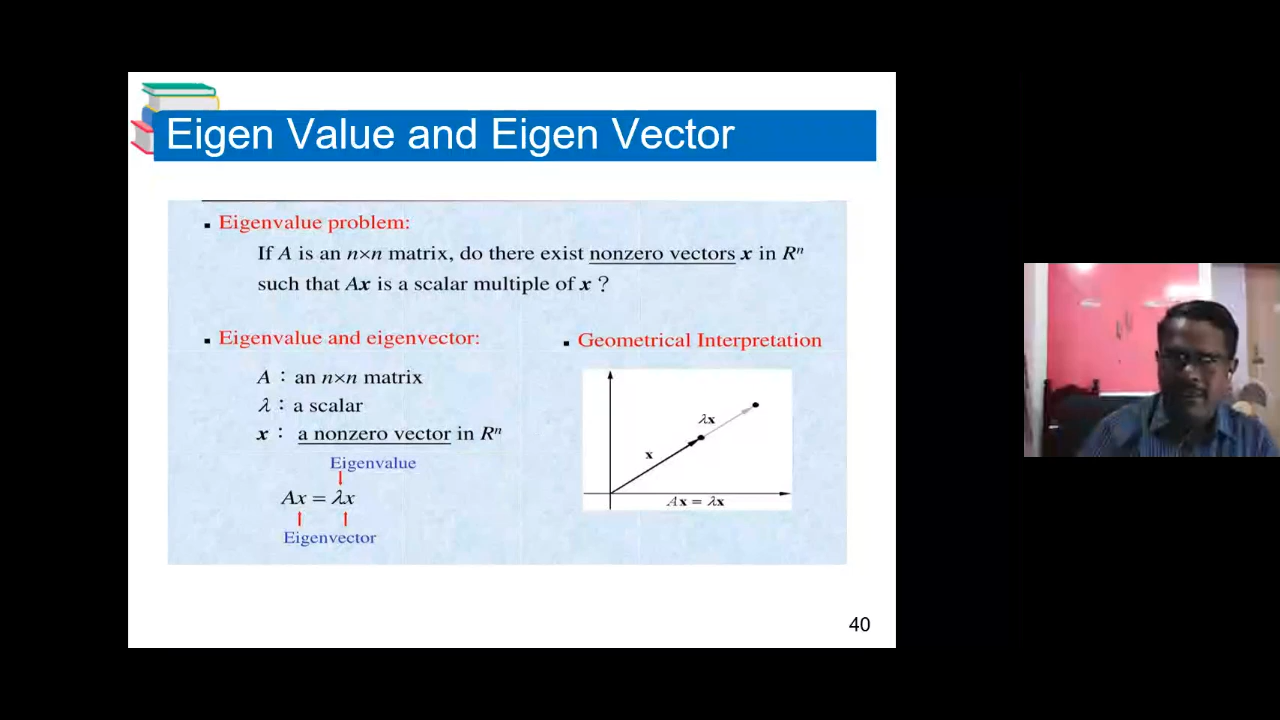 Eigen Value and Eigen Vector
▪ Eigenvalue problem:
If A is an n×n matrix, do there exist nonzero vectors x in Rⁿ
such that Ax is a scalar multiple of x ?
▪ Eigenvalue and eigenvector:
A : an n×n matrix
λ : a scalar
x : a nonzero vector in Rⁿ
Eigenvalue
Ax = λx
Eigenvector
▪ Geometrical Interpretation
λx
x
Ax = λx
40